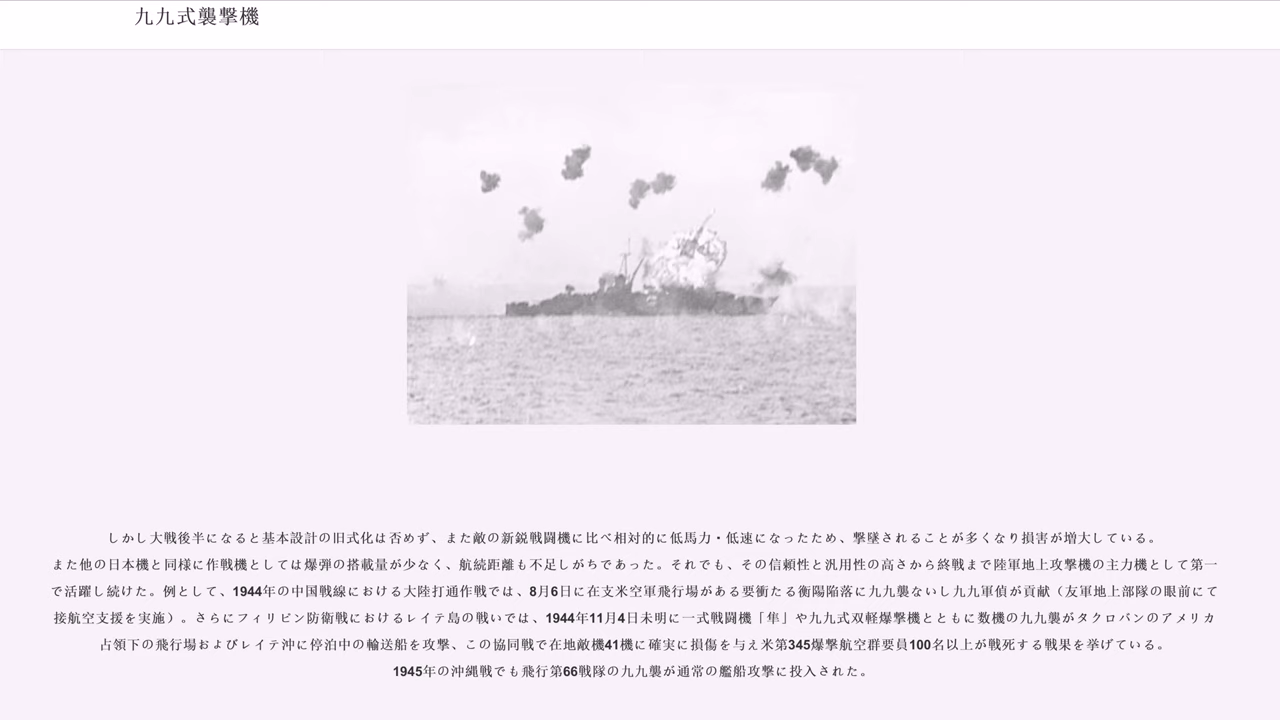 九九式襲撃機
しかし大戦後半になると基本設計の旧式化は否めず、また敵の新鋭戦闘機に比べ相対的に低馬力・低速になったため、撃墜されることが多くなり損害が増大している。
また他の日本機と同様に作戦機としては爆弾の搭載量が少なく、航続距離も不足しがちであった。それでも、その信頼性と汎用性の高さから終戦まで陸軍地上攻撃機の主力機として第一
で活躍し続けた。例として、1944年の中国戦線における大陸打通作戦では、8月6日に在支米空軍飛行場がある要衝たる衡陽陥落に九九襲ないし九九軍偵が貢献（友軍地上部隊の眼前にて
接航空支援を実施）。さらにフィリピン防衛戦におけるレイテ島の戦いでは、1944年11月4日未明に一式戦闘機「隼」や九九式双軽爆撃機とともに数機の九九襲がタクロバンのアメリカ
占領下の飛行場およびレイテ沖に停泊中の輸送船を攻撃、この協同戦で在地敵機41機に確実に損傷を与え米第345爆撃航空群要員100名以上が戦死する戦果を挙げている。
1945年の沖縄戦でも飛行第66戦隊の九九襲が通常の艦船攻撃に投入された。